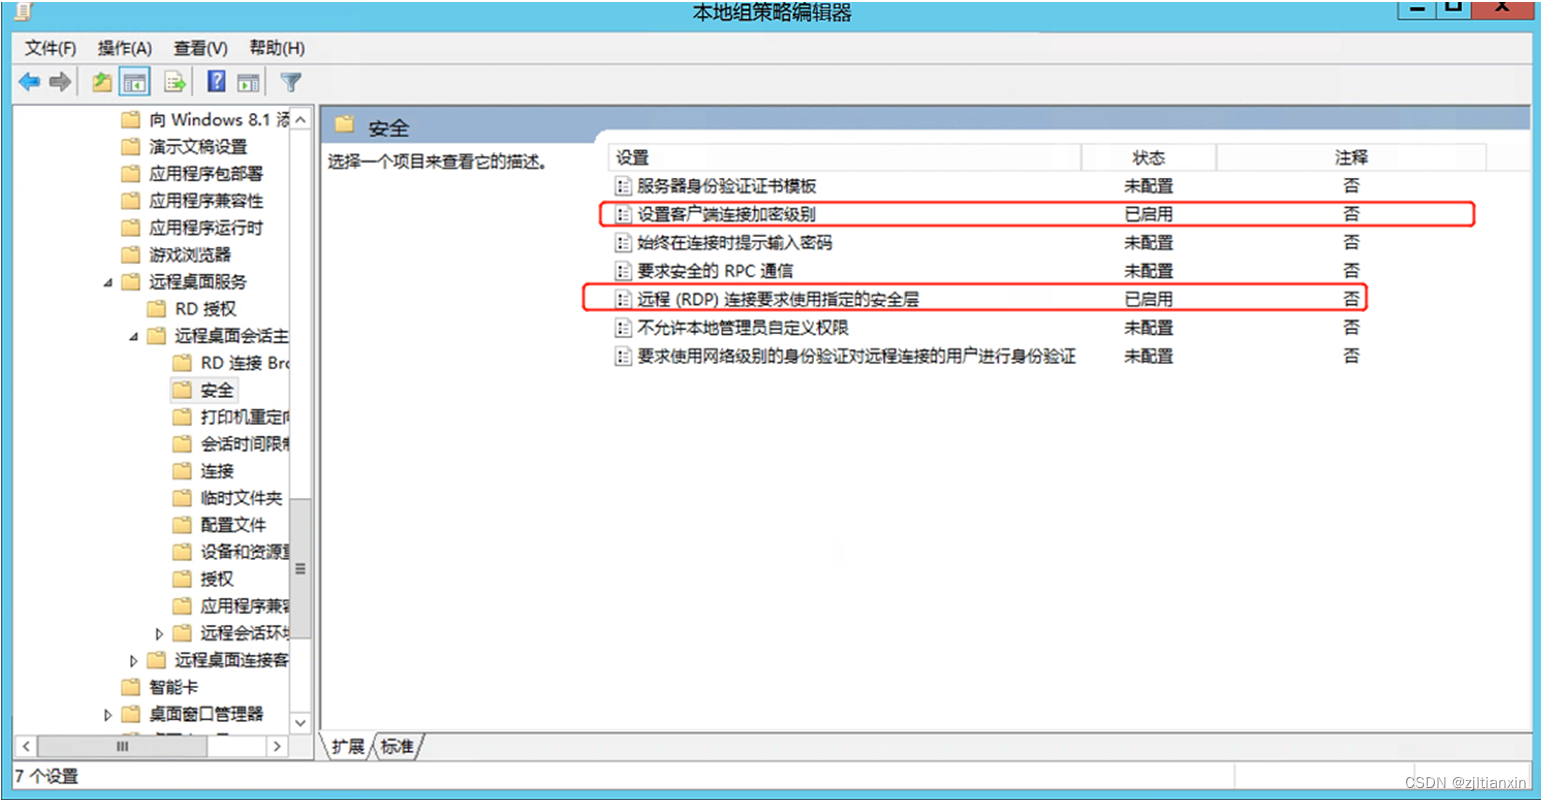 本地组策略编辑器
文件(F) 操作(A) 查看(V) 帮助(H)
向 Windows 8.1 添
演示文稿设置
应用程序包部署
应用程序兼容性
应用程序运行时
游戏浏览器
远程桌面服务
RD 授权
远程桌面会话主
RD 连接 Bro
安全
打印机重定向
会话时间限制
连接
临时文件夹
配置文件
设备和资源重
授权
应用程序兼容
远程会话环境
远程桌面连接客
智能卡
桌面窗口管理器
安全
选择一个项目来查看它的描述。
设置 状态 注释
服务器身份验证证书模板 未配置 否
设置客户端连接加密级别 已启用 否
始终在连接时提示输入密码 未配置 否
要求安全的 RPC 通信 未配置 否
远程 (RDP) 连接要求使用指定的安全层 已启用 否
不允许本地管理员自定义权限 未配置 否
要求使用网络级别的身份验证对远程连接的用户进行身份验证 未配置 否
扩展 标准
7 个设置
CSDN @zjltianxin